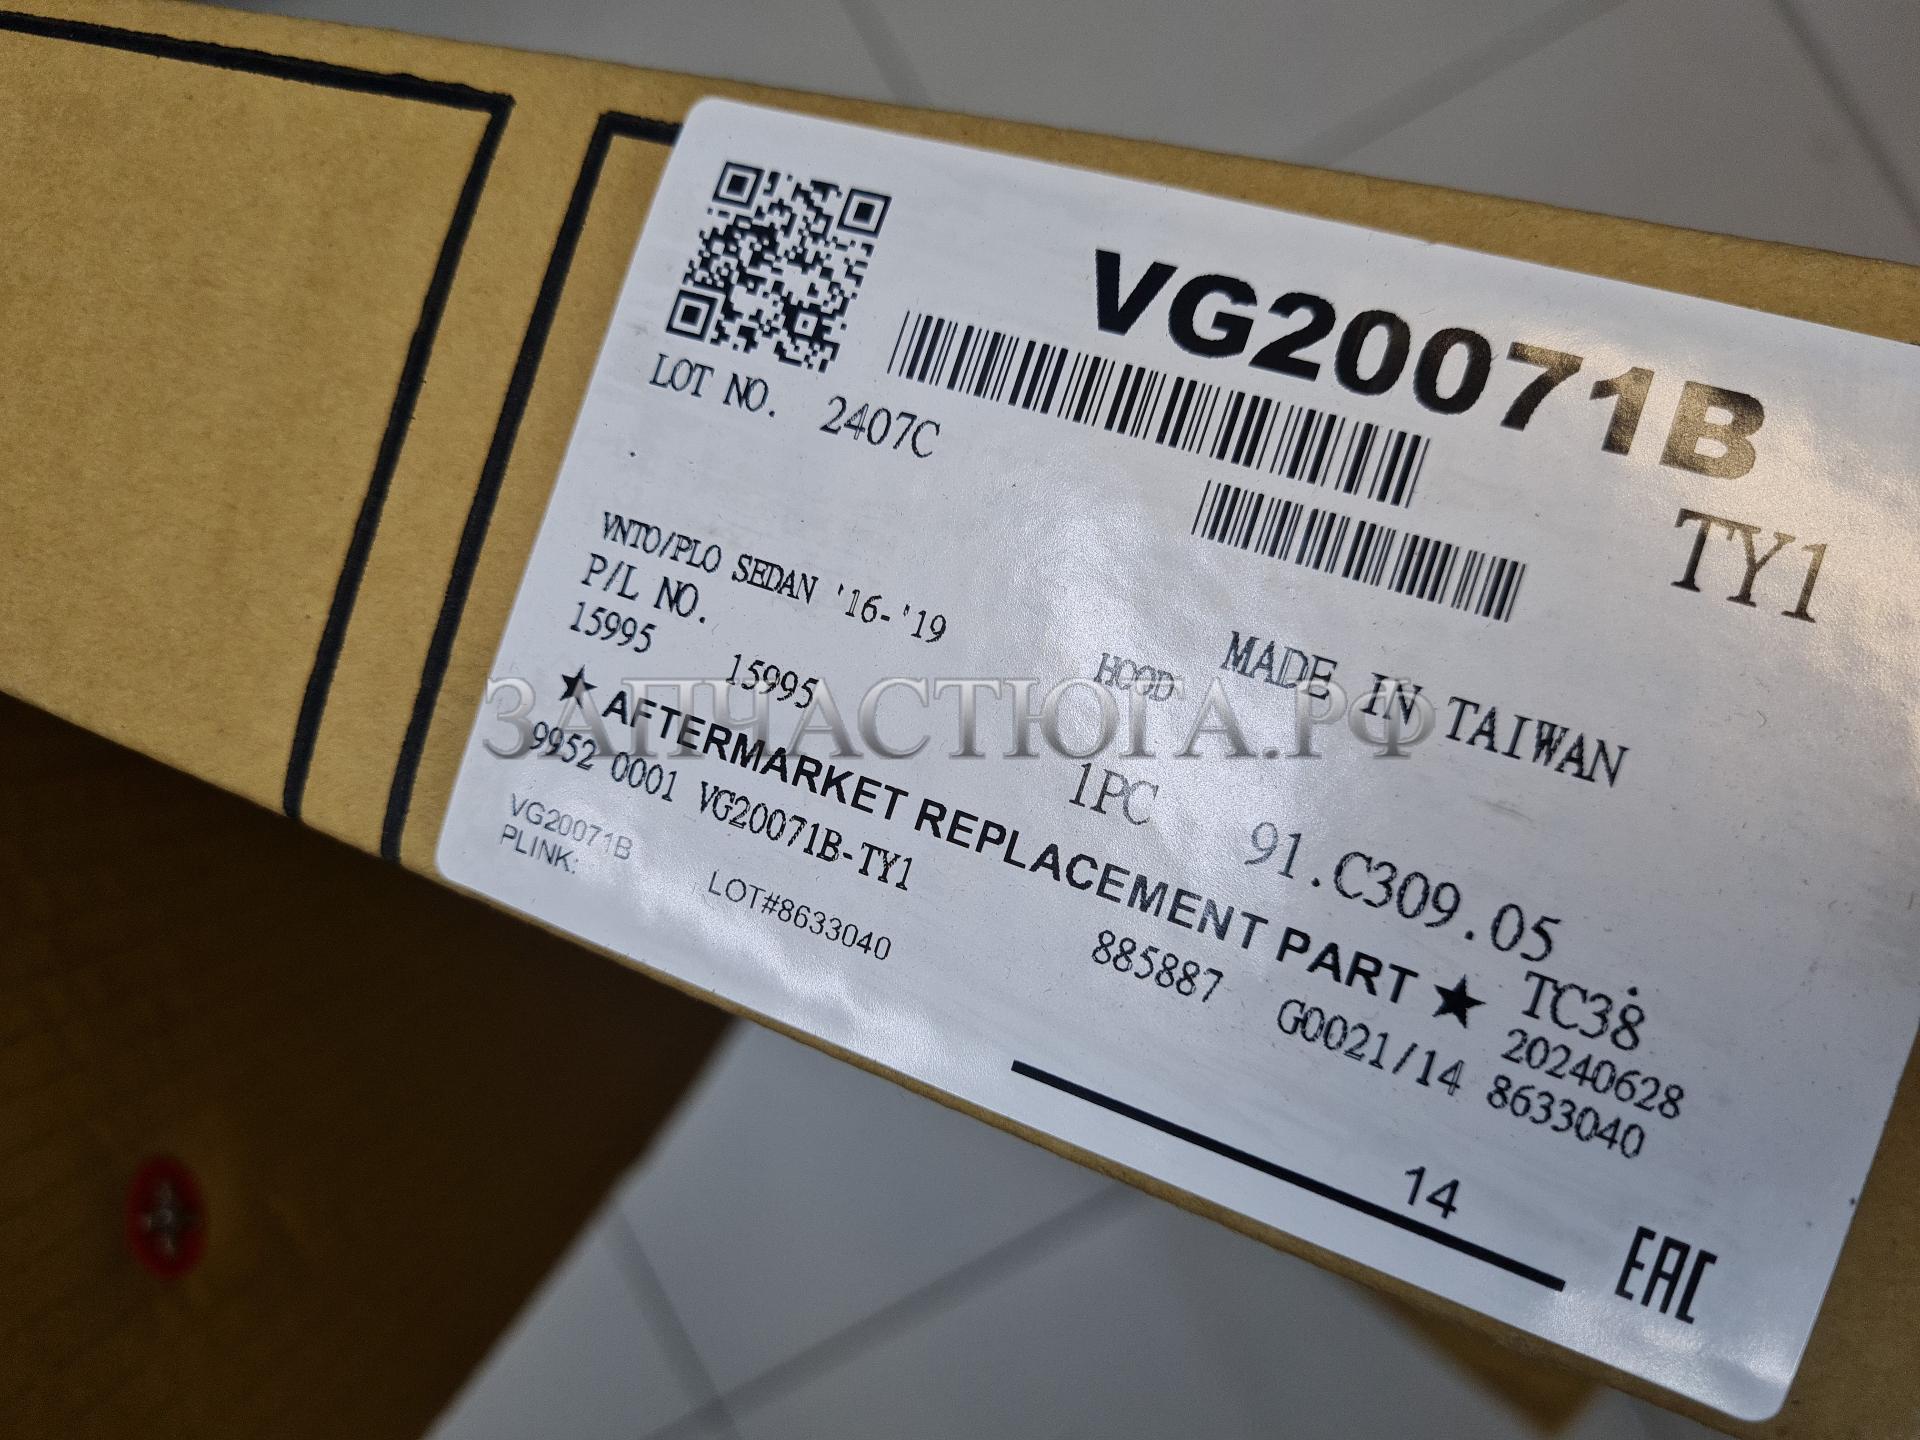 VG20071B
TY1
LOT NO. 2407C
VNTO/PLO SEDAN '16-'19
P/L NO.
15995 15995
HOOD
MADE IN TAIWAN
1PC 91.C309.05
★ AFTERMARKET REPLACEMENT PART ★ TC38
9952 0001 VG20071B-TY1 885887 G0021/14 20240628
8633040
VG20071B
PLINK: LOT#8633040
14
EAC
ЗАПЧАСТЮГА.РФ